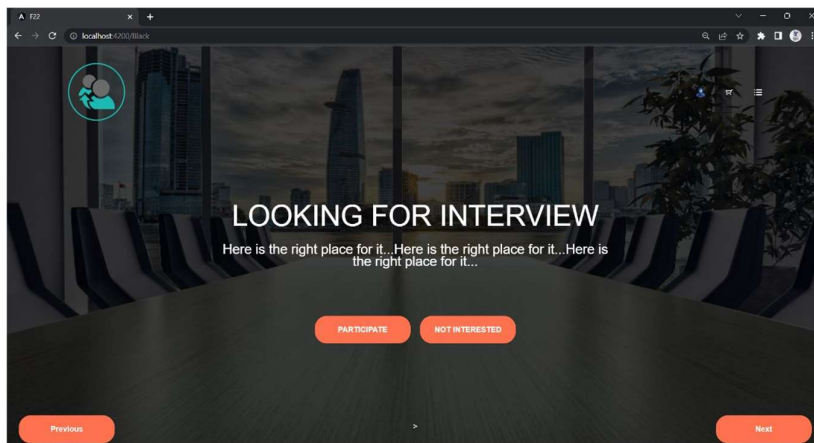 F22
localhost:4200/Black
LOOKING FOR INTERVIEW
Here is the right place for it...Here is the right place for it...Here is
the right place for it...
PARTICIPATE NOT INTERESTED
Previous > Next